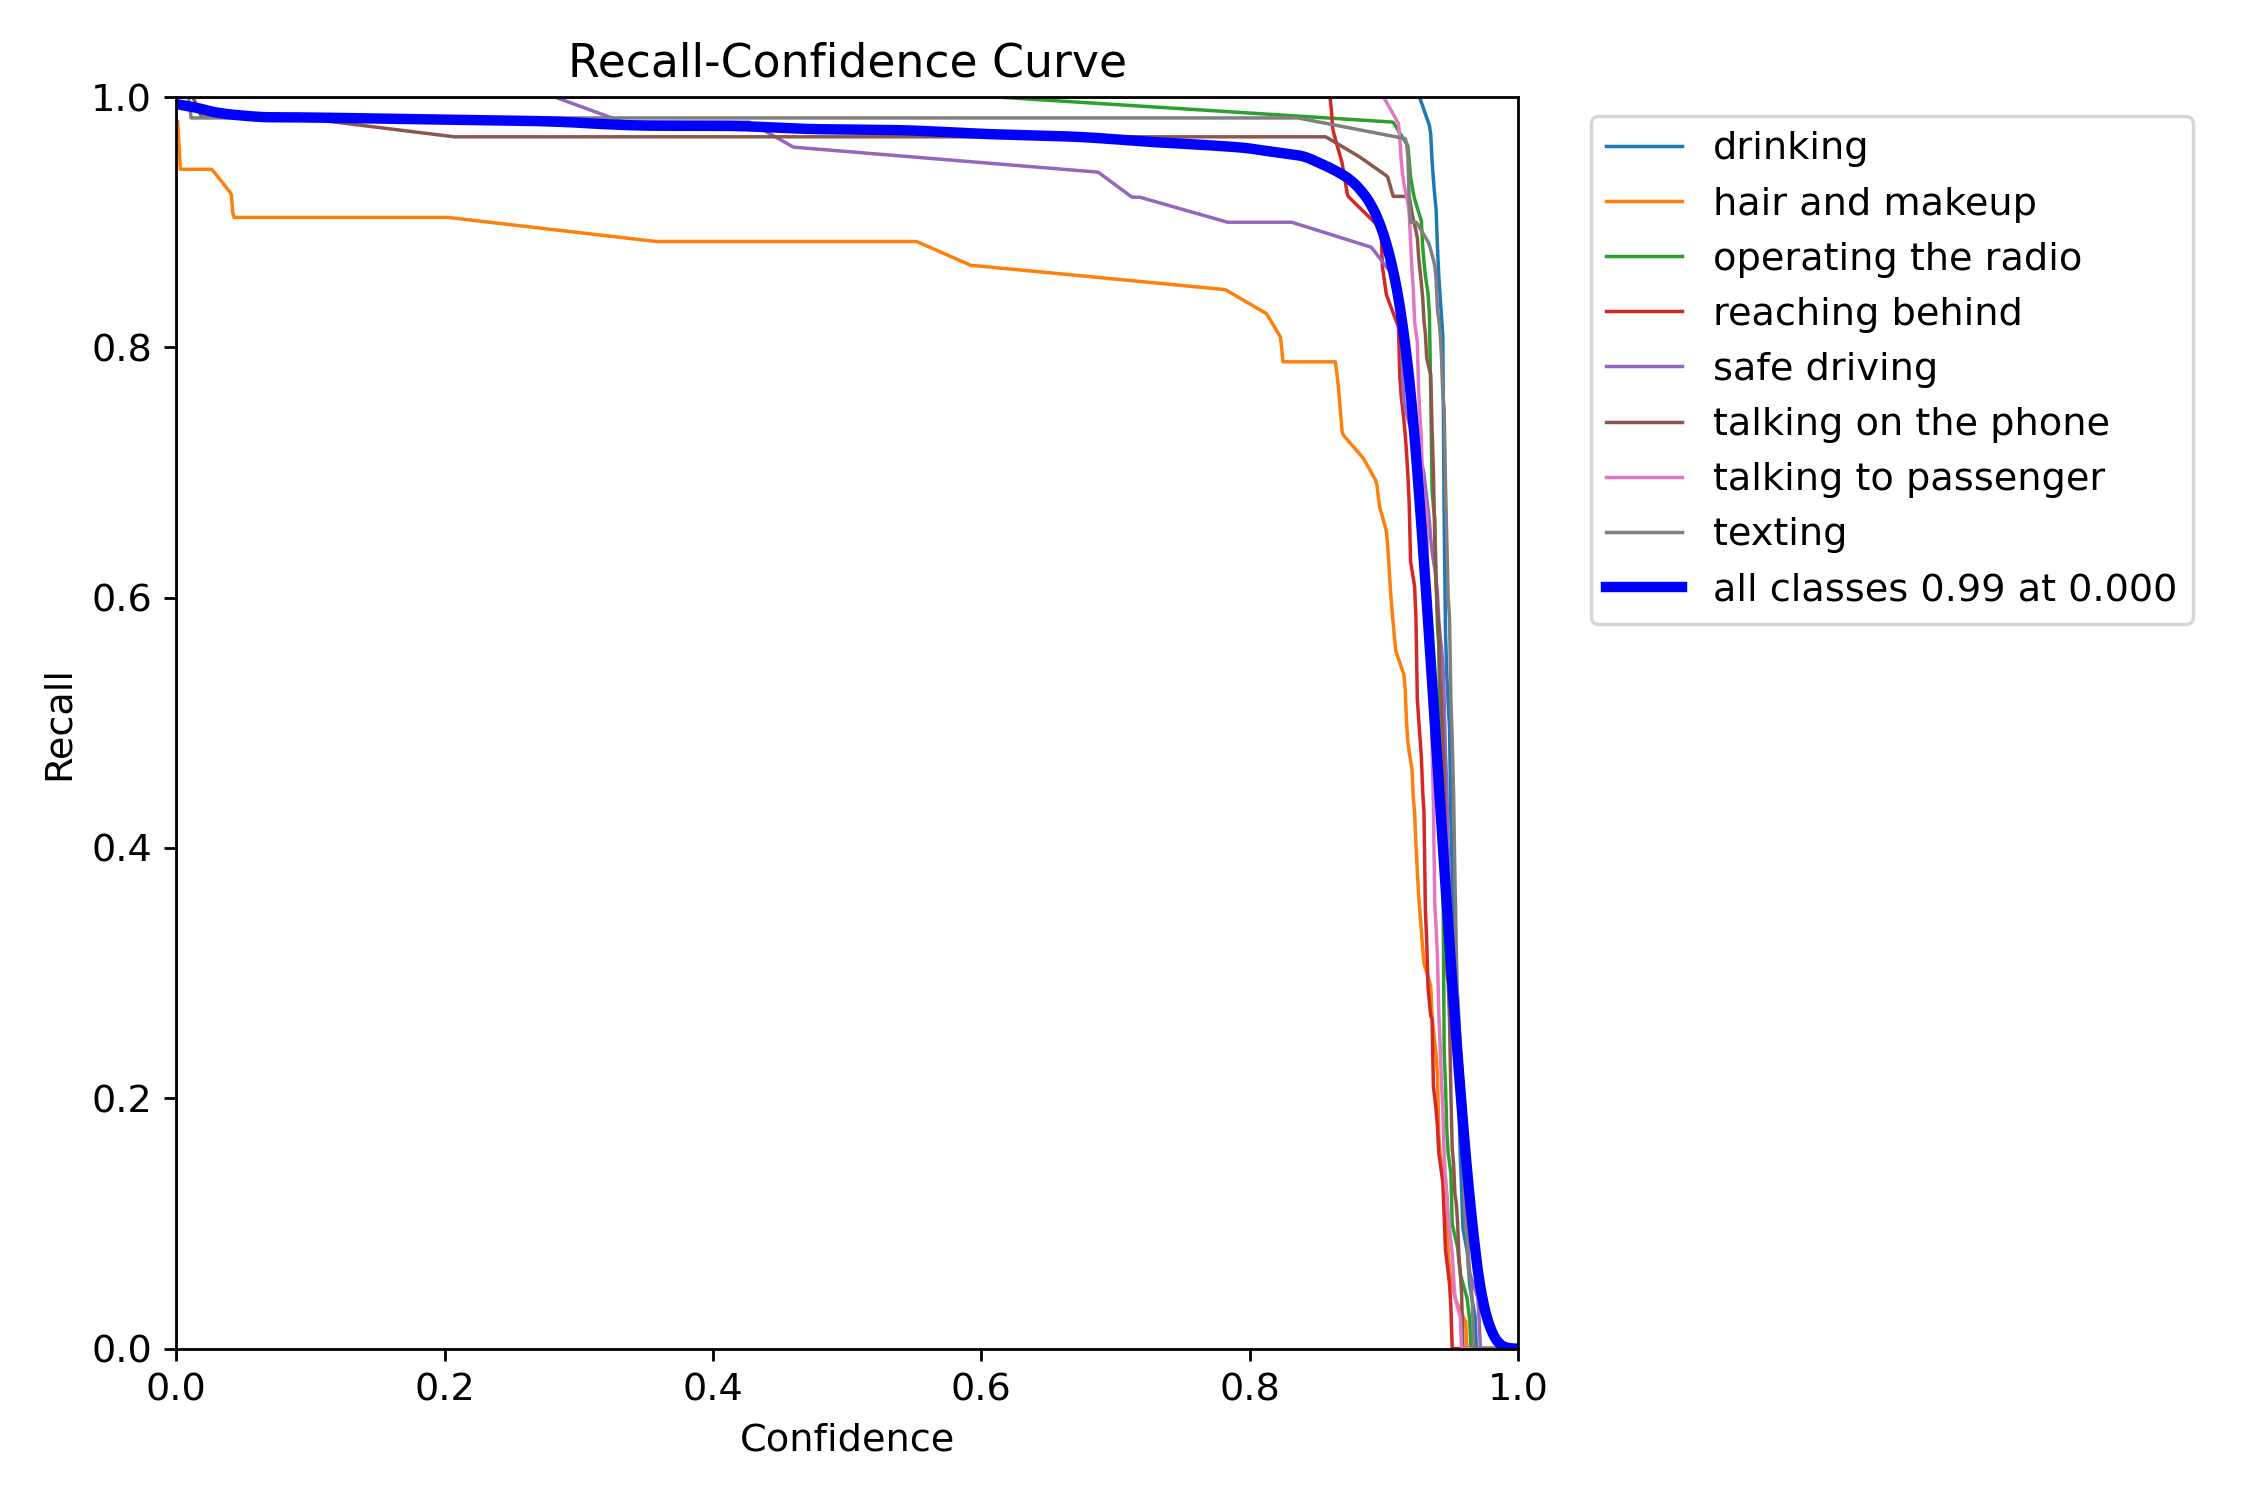 Recall-Confidence Curve
1.0
0.8
0.6
0.4
0.2
0.0
Recall
0.0 0.2 0.4 0.6 0.8 1.0
Confidence
drinking
hair and makeup
operating the radio
reaching behind
safe driving
talking on the phone
talking to passenger
texting
all classes 0.99 at 0.000